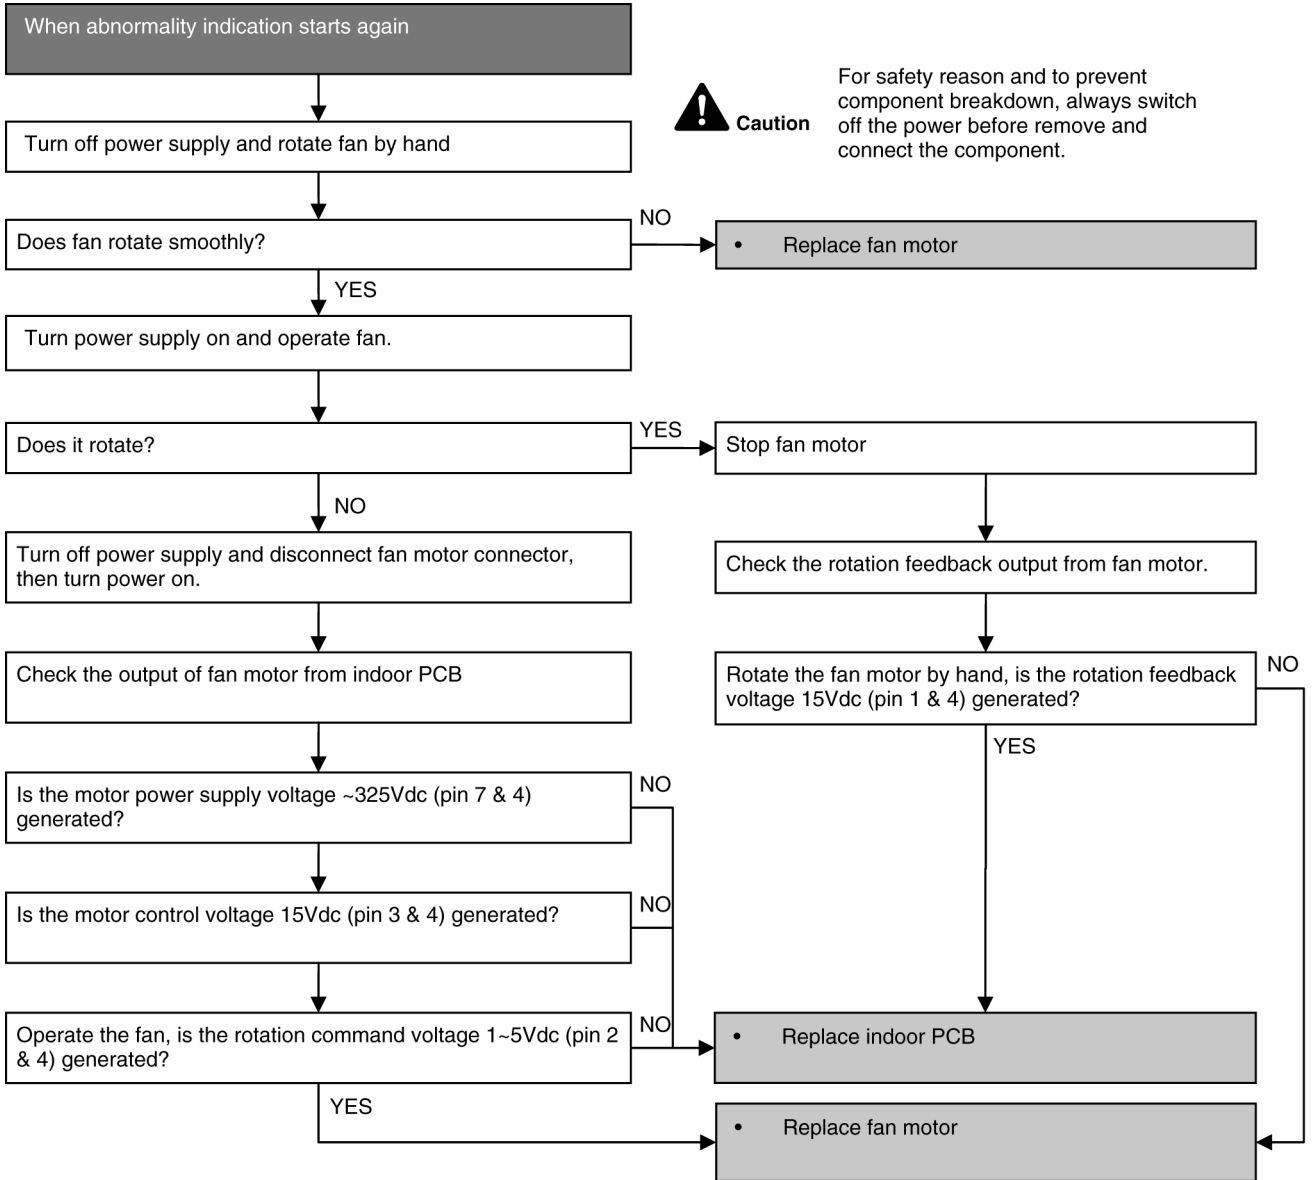 When abnormality indication starts again
Caution
For safety reason and to prevent
component breakdown, always switch
off the power before remove and
connect the component.
Turn off power supply and rotate fan by hand
Does fan rotate smoothly?
NO
• Replace fan motor
YES
Turn power supply on and operate fan.
Does it rotate?
YES
Stop fan motor
NO
Turn off power supply and disconnect fan motor connector,
then turn power on.
Check the rotation feedback output from fan motor.
Check the output of fan motor from indoor PCB
Rotate the fan motor by hand, is the rotation feedback
voltage 15Vdc (pin 1 & 4) generated?
NO
YES
Is the motor power supply voltage ~325Vdc (pin 7 & 4)
generated?
NO
Is the motor control voltage 15Vdc (pin 3 & 4) generated?
NO
Operate the fan, is the rotation command voltage 1~5Vdc (pin 2
& 4) generated?
NO
• Replace indoor PCB
YES
• Replace fan motor